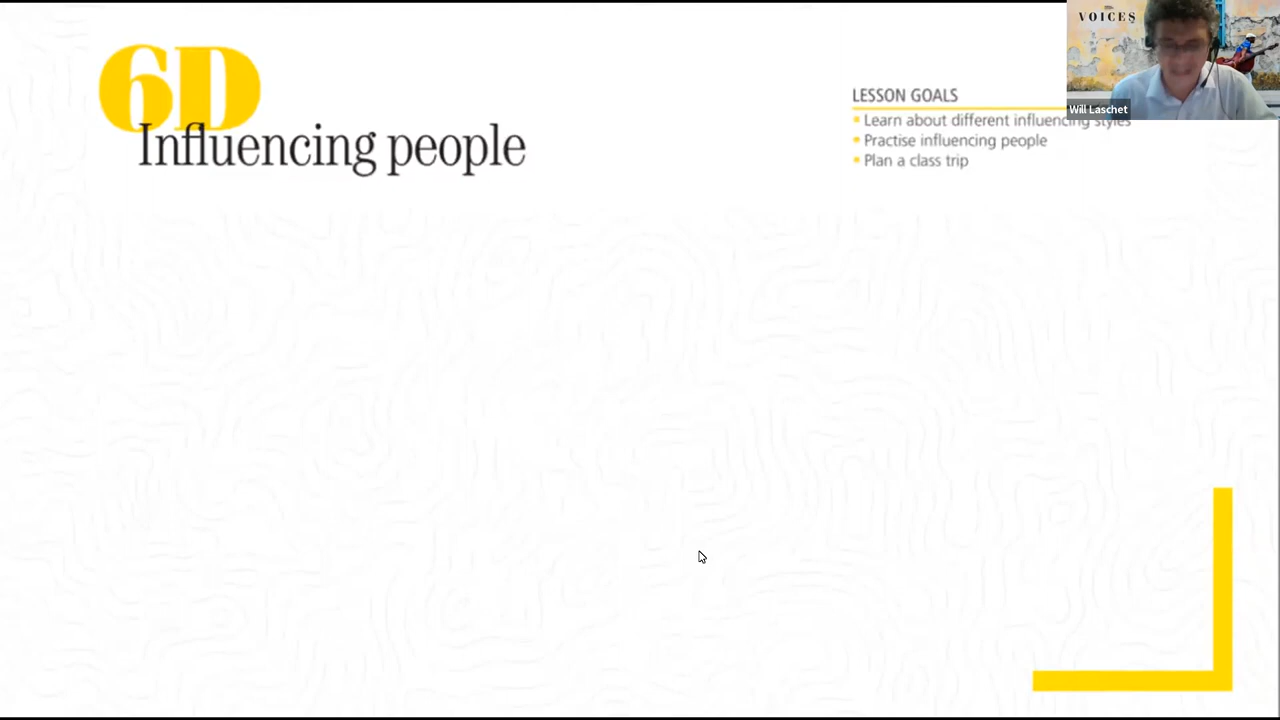 6D
Influencing people
LESSON GOALS
Learn about different influencing styles
Practise influencing people
Plan a class trip
VOICES
Will Laschet